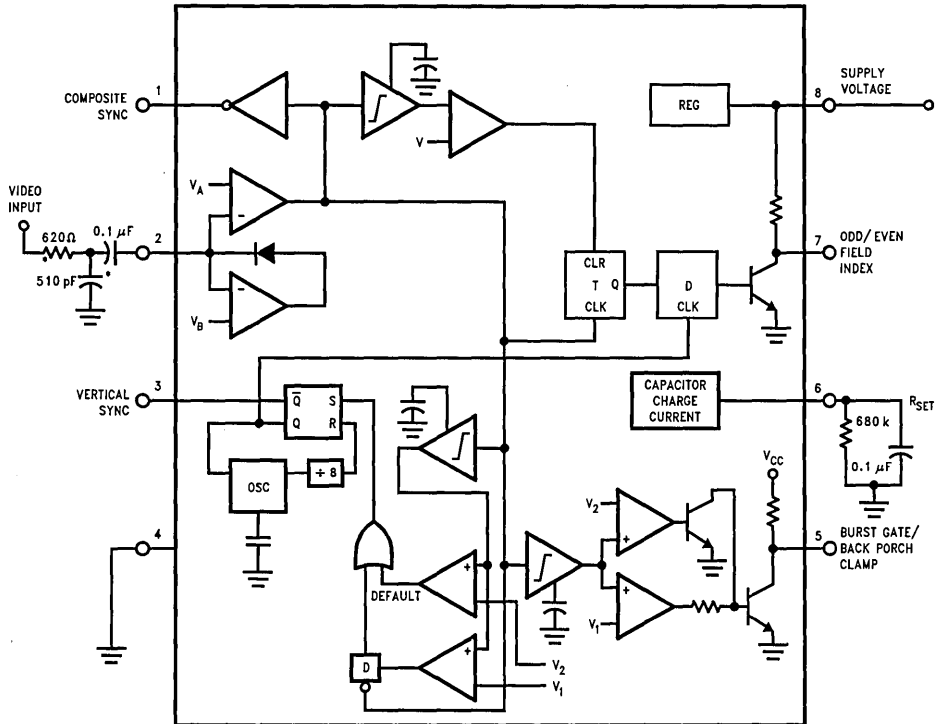 1
COMPOSITE
SYNC
REG
8
SUPPLY
VOLTAGE
V
V_A
VIDEO
INPUT
620Ω
0.1 μF
2
510 pF
V_B
CLR
T
Q
CLK
D
CLK
7
ODD/EVEN
FIELD
INDEX
3
VERTICAL
SYNC
Q̅
S
Q
R
OSC
÷ 8
CAPACITOR
CHARGE
CURRENT
6
R_SET
680 k
0.1 μF
V_CC
4
DEFAULT
V_2
V_1
5
BURST GATE/
BACK PORCH
CLAMP
D
V_2
V_1